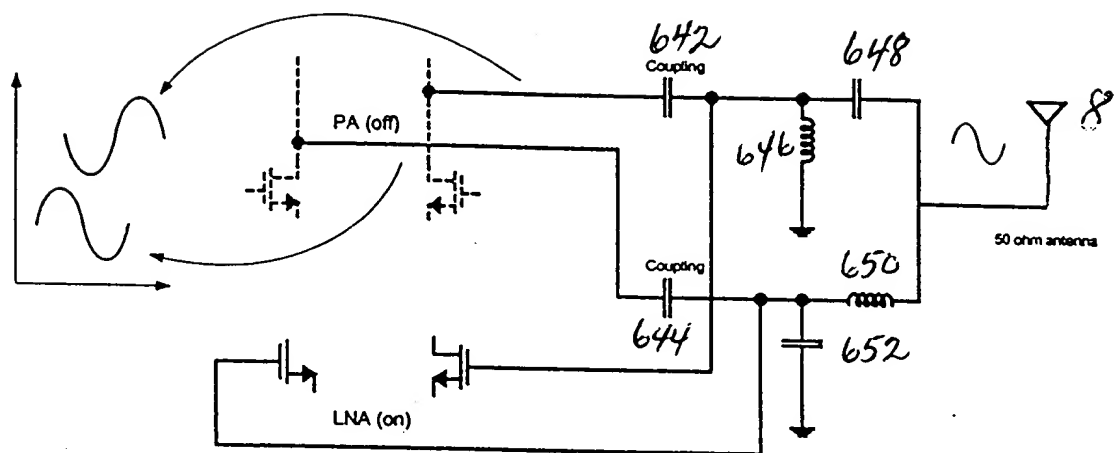 642
Coupling
648
PA (off)
646
8
50 ohm antenna
Coupling
650
644
652
LNA (on)